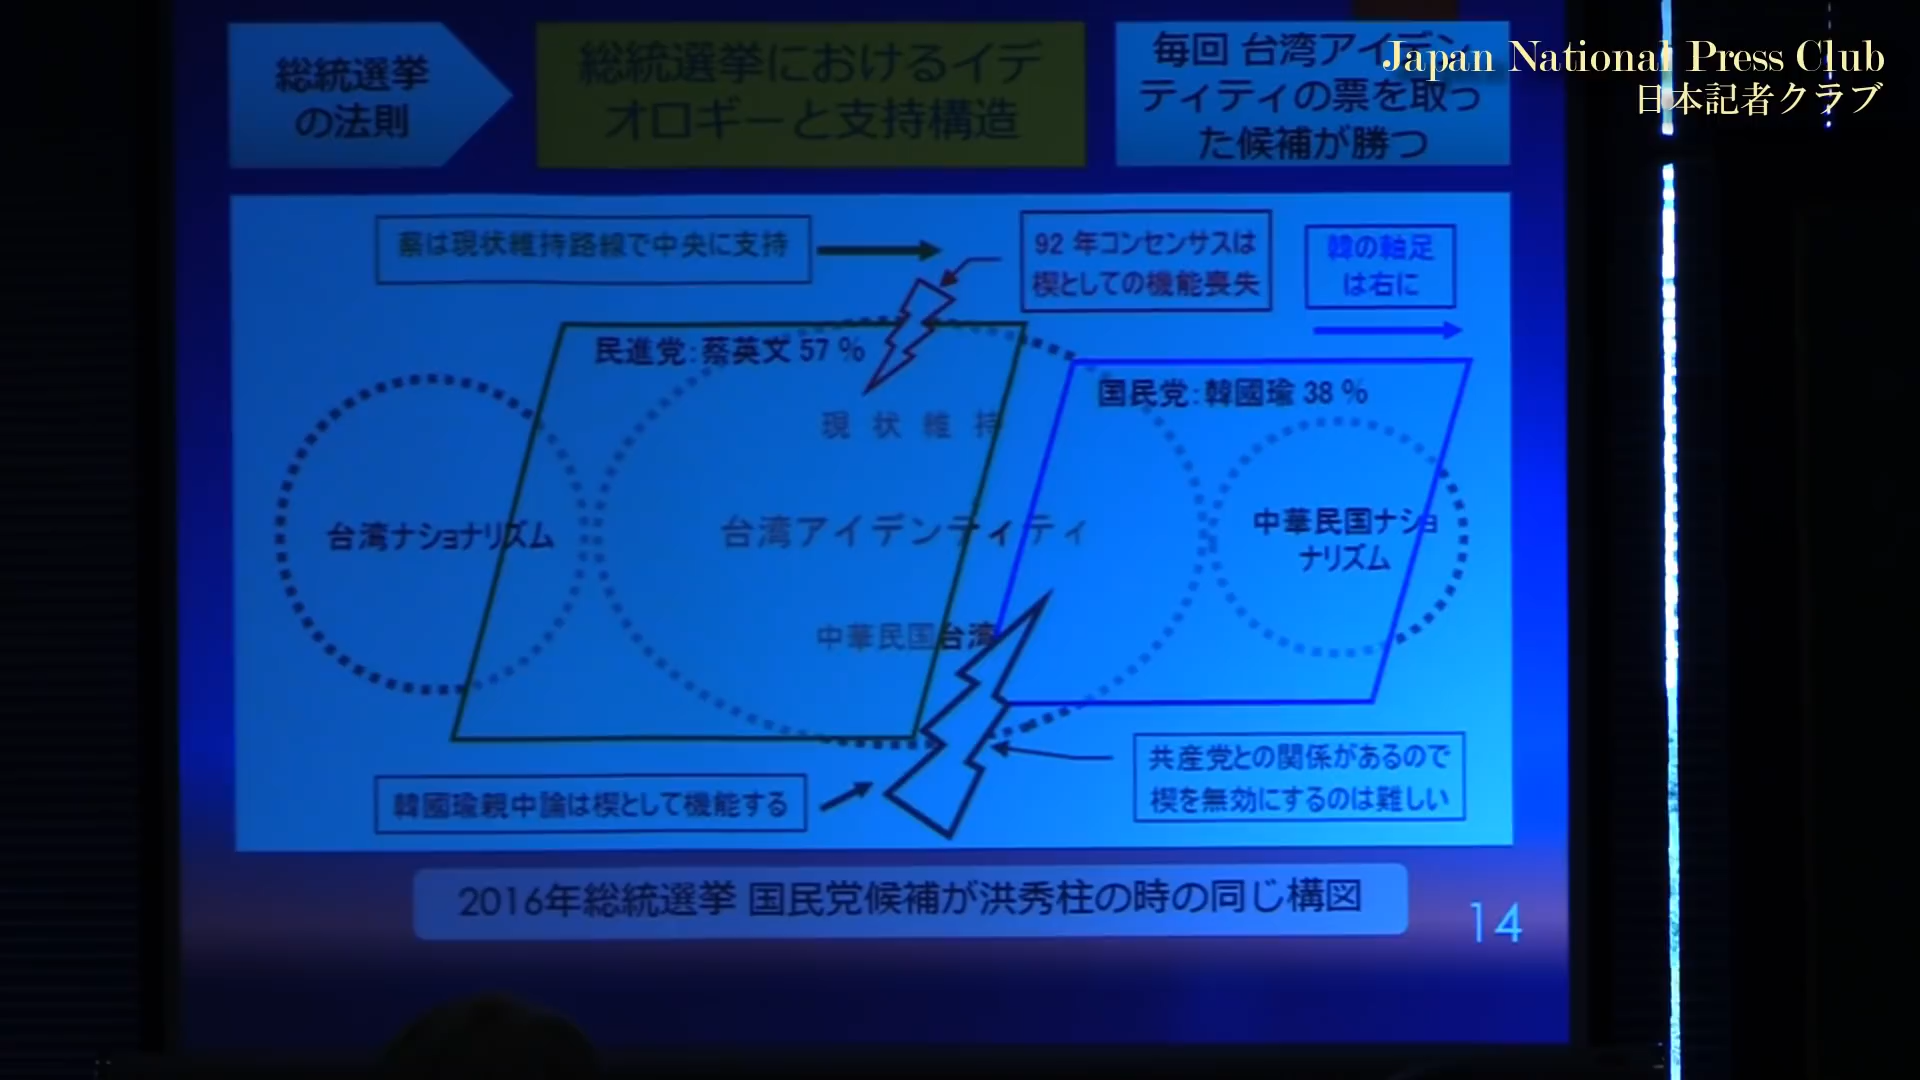 総統選挙
の法則
総統選挙におけるイデ
オロギーと支持構造
毎回 台湾アイデン
ティティの票を取っ
た候補が勝つ
Japan National Press Club
日本記者クラブ
蔡は現状維持路線で中央に支持
92 年コンセンサスは
楔としての機能喪失
韓の軸足
は右に
民進党:蔡英文 57 %
国民党:韓國瑜 38 %
現 状 維 持
台湾ナショナリズム
台湾アイデンティティ
中華民国ナショ
ナリズム
中華民国台湾
韓國瑜親中論は楔として機能する
共産党との関係があるので
楔を無効にするのは難しい
2016年総統選挙 国民党候補が洪秀柱の時の同じ構図
14